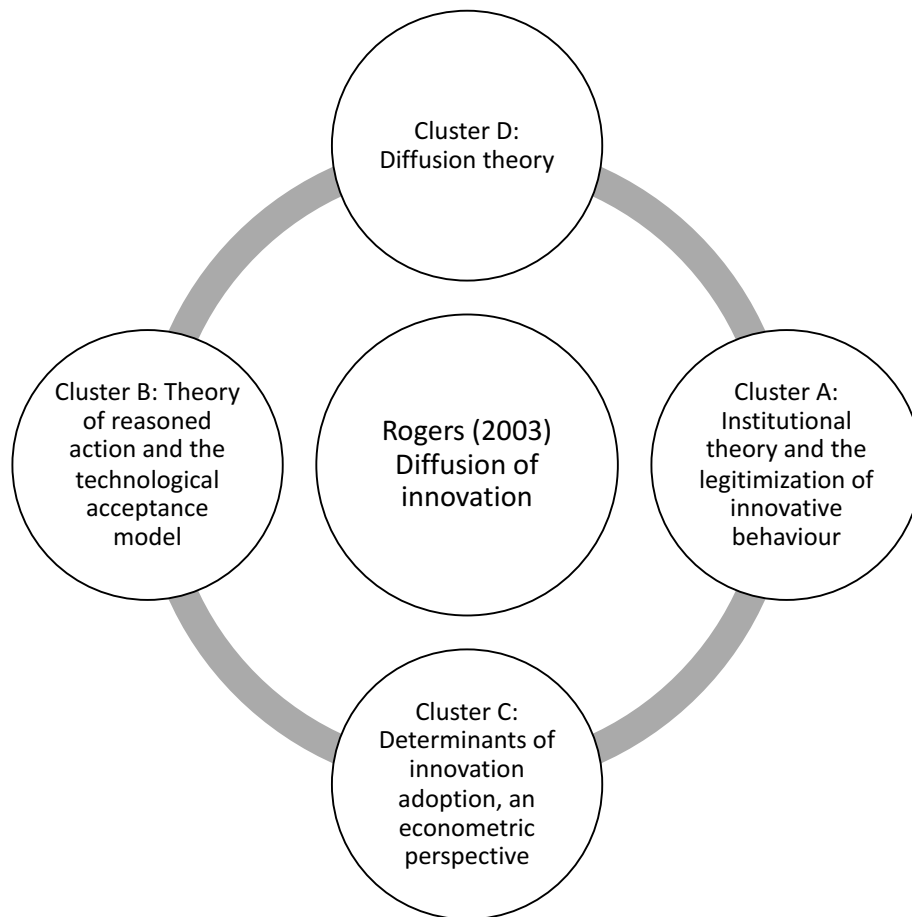 Cluster D:
Diffusion theory
Cluster B: Theory
of reasoned
action and the
technological
acceptance
model
Rogers (2003)
Diffusion of
innovation
Cluster A:
Institutional
theory and the
legitimization of
innovative
behaviour
Cluster C:
Determinants of
innovation
adoption, an
econometric
perspective